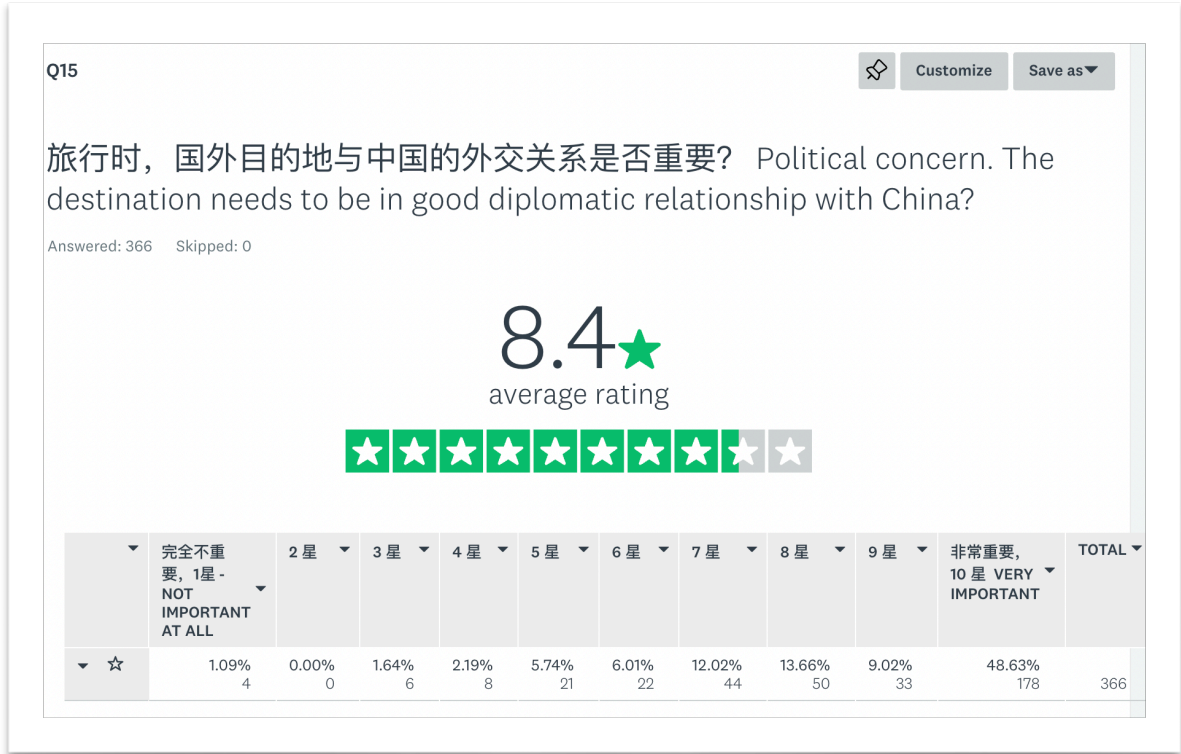 Q15
Customize
Save as
旅行时，国外目的地与中国的外交关系是否重要？ Political concern. The
destination needs to be in good diplomatic relationship with China?
Answered: 366 Skipped: 0
8.4
average rating
完全不重
要，1星 -
NOT
IMPORTANT
AT ALL
2 星
3 星
4 星
5 星
6 星
7 星
8 星
9 星
非常重要，
10 星 VERY
IMPORTANT
TOTAL
1.09% 0.00% 1.64% 2.19% 5.74% 6.01% 12.02% 13.66% 9.02% 48.63%
4 0 6 8 21 22 44 50 33 178 366